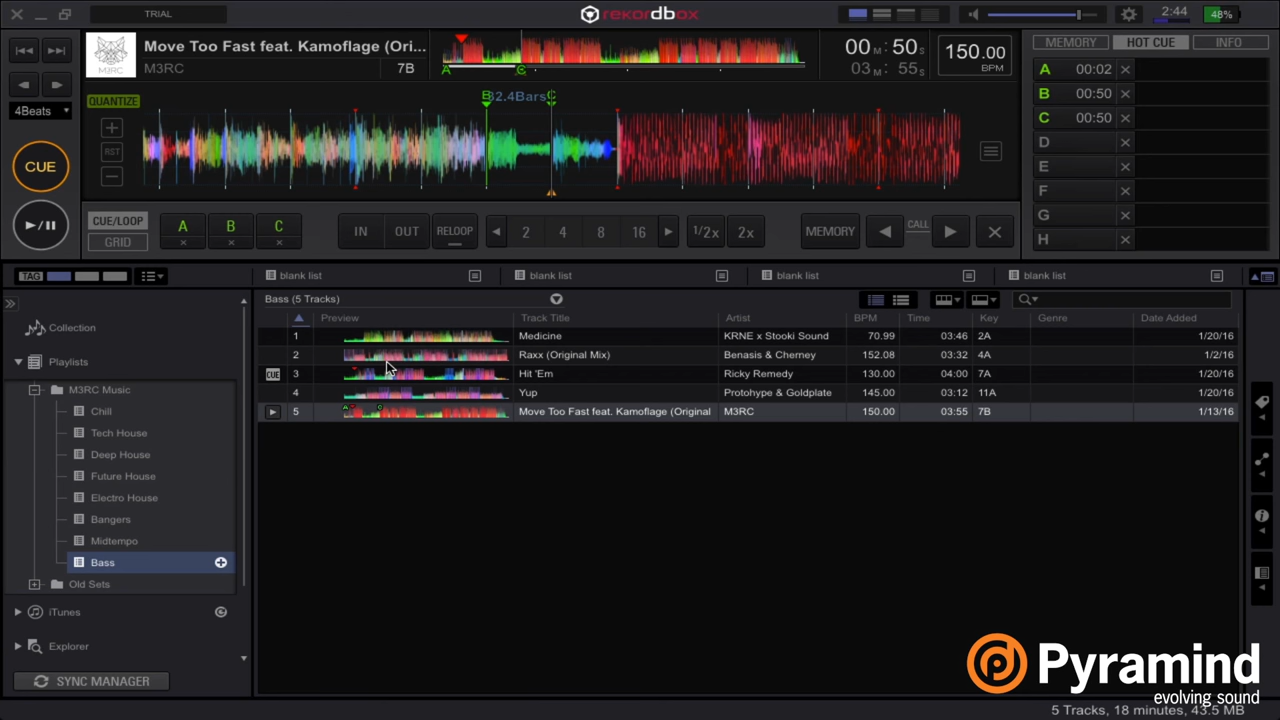 TRIAL
rekordbox
2:44
48%
Move Too Fast feat. Kamoflage (Ori...
M3RC
7B
A
C
00 M : 50 S
03 M : 55 S
150.00
BPM
MEMORY
HOT CUE
INFO
A 00:02
B 00:50
C 00:50
D
E
F
G
H
4Beats
QUANTIZE
RST
B
82.4Bars
C
CUE
CUE/LOOP
GRID
A
B
C
IN
OUT
RELOOP
2
4
8
16
1/2x
2x
MEMORY
CALL
TAG
blank list
blank list
blank list
blank list
Bass (5 Tracks)
Preview Track Title Artist BPM Time Key Genre Date Added
1 Medicine KRNE x Stooki Sound 70.99 03:46 2A 1/20/16
2 Raxx (Original Mix) Benasis & Cherney 152.08 03:32 4A 1/2/16
CUE 3 Hit 'Em Ricky Remedy 130.00 04:00 7A 1/20/16
4 Yup Protohype & Goldplate 145.00 03:12 11A 1/20/16
5 Move Too Fast feat. Kamoflage (Original M3RC 150.00 03:55 7B 1/13/16
Collection
Playlists
M3RC Music
Chill
Tech House
Deep House
Future House
Electro House
Bangers
Midtempo
Bass
Old Sets
iTunes
Explorer
SYNC MANAGER
Pyramind
evolving sound
5 Tracks, 18 minutes, 43.5 MB